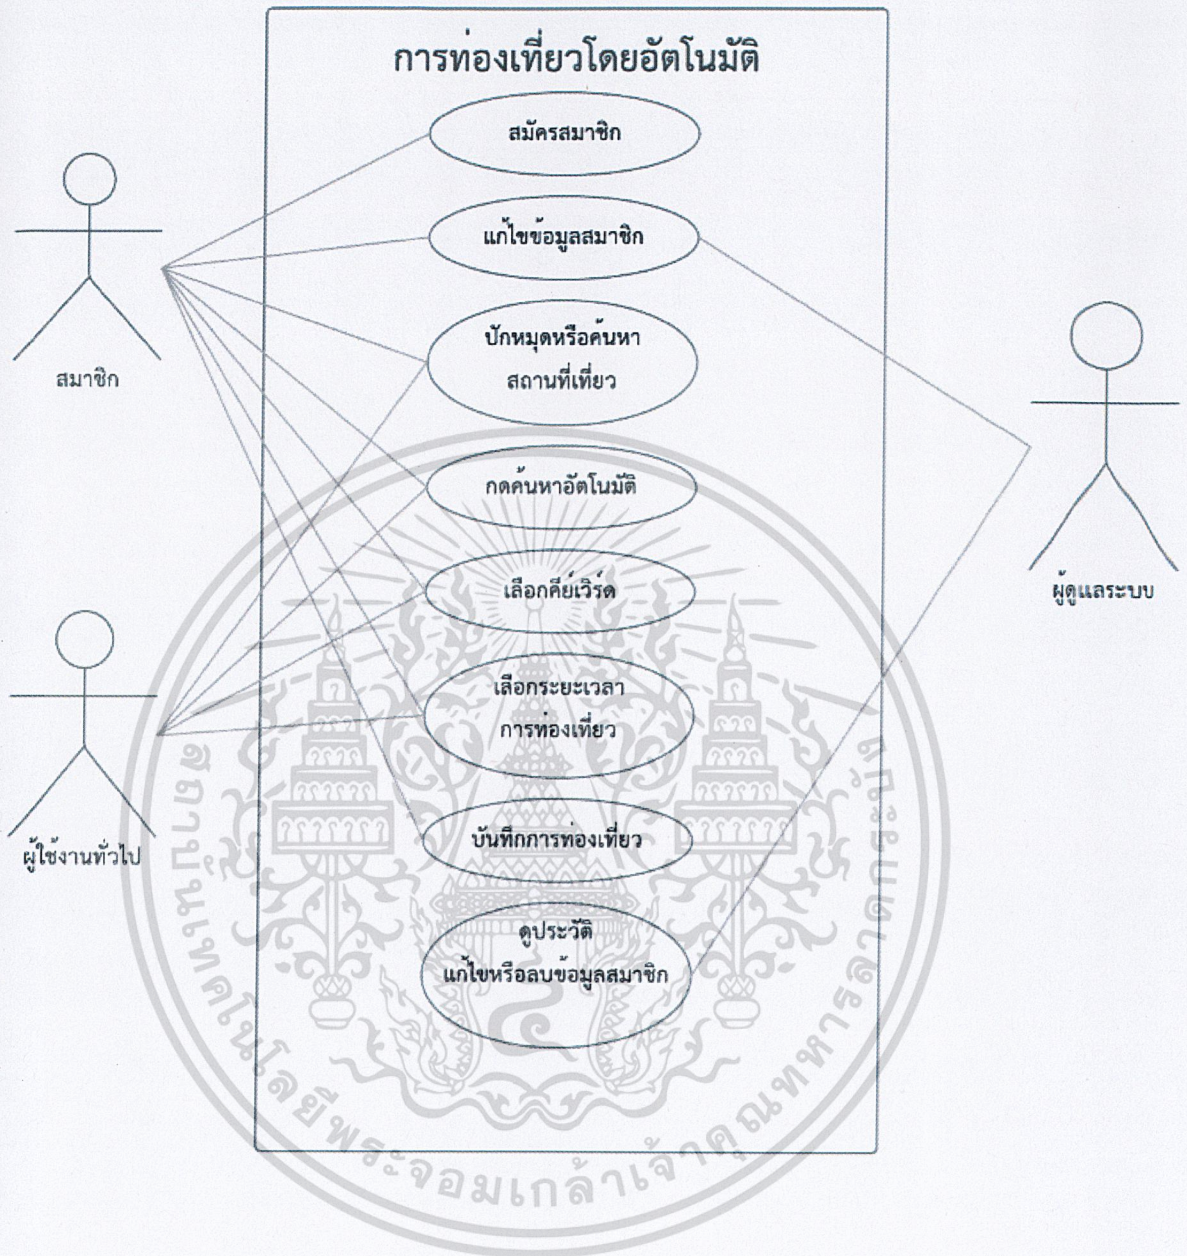 การท่องเที่ยวโดยอัตโนมัติ
สมัครสมาชิก
แก้ไขข้อมูลสมาชิก
ปักหมุดหรือค้นหา
สถานที่เที่ยว
สมาชิก
กดค้นหาอัตโนมัติ
เลือกคีย์เวิร์ด
ผู้ดูแลระบบ
เลือกระยะเวลา
การท่องเที่ยว
บันทึกการท่องเที่ยว
ผู้ใช้งานทั่วไป
ดูประวัติ
แก้ไขหรือลบข้อมูลสมาชิก
สถาบันเทคโนโลยีพระจอมเกล้าเจ้าคุณทหารลาดกระบัง